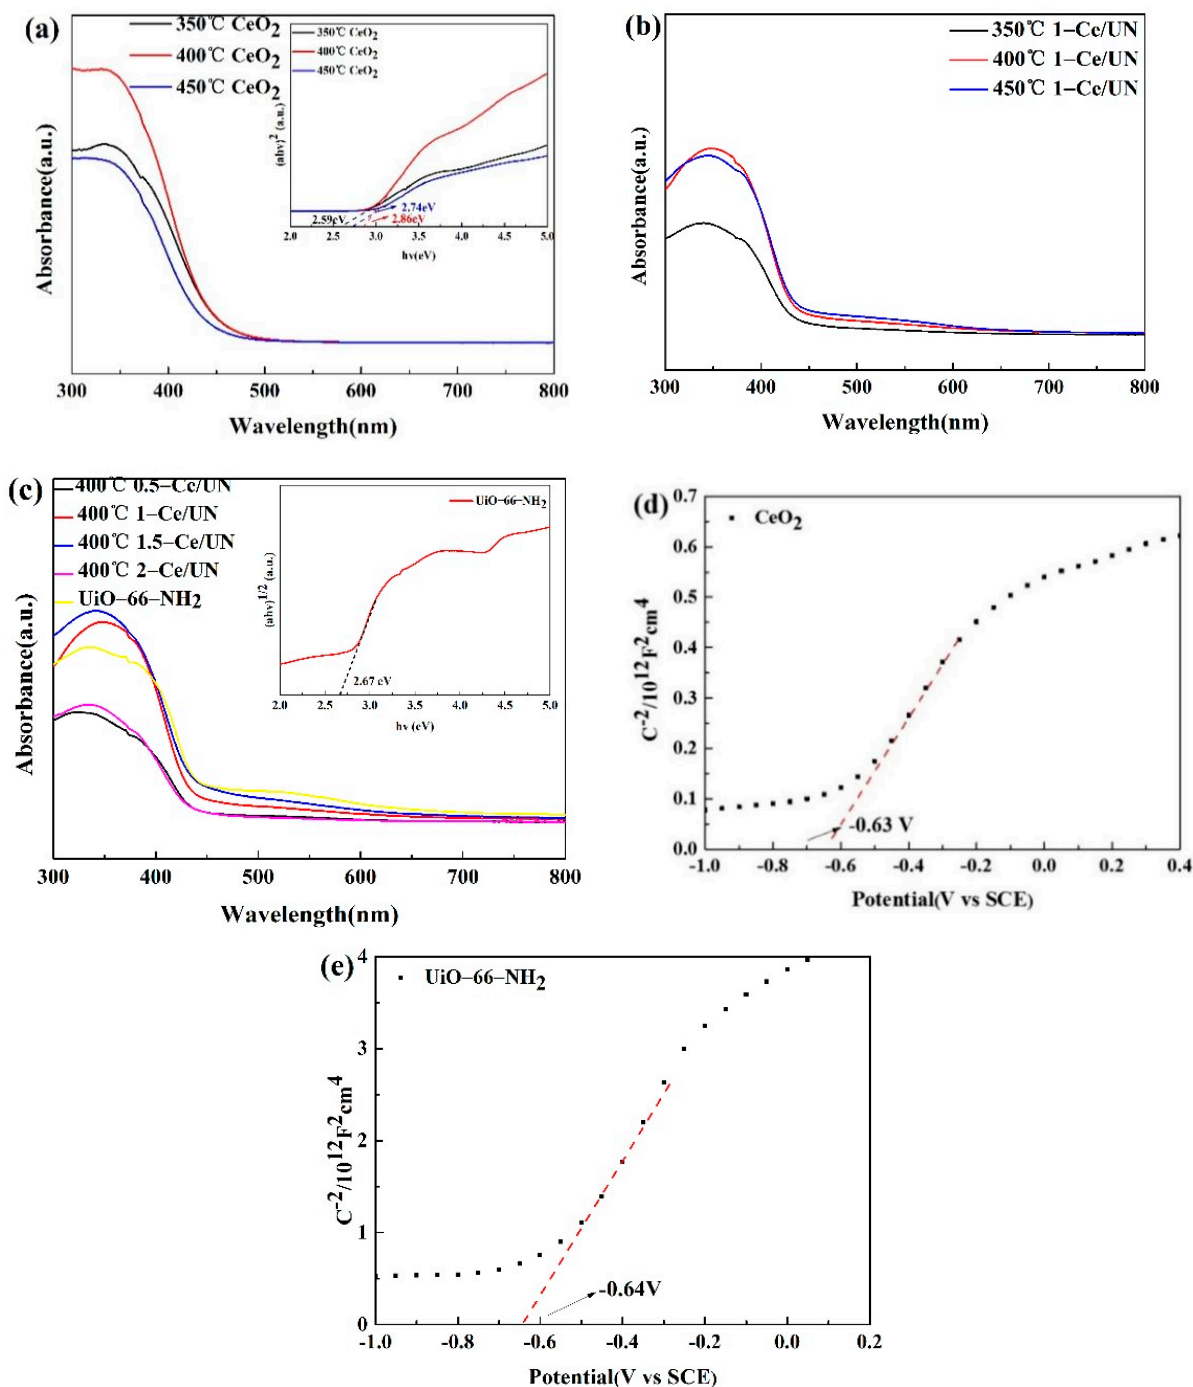 (a)
350℃ CeO₂
400℃ CeO₂
450℃ CeO₂
Absorbance(a.u.)
300 400 500 600 700 800
Wavelength(nm)
350℃ CeO₂
400℃ CeO₂
450℃ CeO₂
(ahv)² (a.u.)
2.59eV
2.74eV
2.86eV
2.0 2.5 3.0 3.5 4.0 4.5 5.0
hv(eV)
(b)
350℃ 1–Ce/UN
400℃ 1–Ce/UN
450℃ 1–Ce/UN
Absorbance(a.u.)
300 400 500 600 700 800
Wavelength(nm)
(c)
400℃ 0.5–Ce/UN
400℃ 1–Ce/UN
400℃ 1.5–Ce/UN
400℃ 2–Ce/UN
UiO–66–NH₂
Absorbance(a.u.)
300 400 500 600 700 800
Wavelength(nm)
UiO–66–NH₂
(ahv)¹/² (a.u.)
2.67 eV
2.0 2.5 3.0 3.5 4.0 4.5 5.0
hv (eV)
(d)
CeO₂
0.7
0.6
0.5
0.4
0.3
0.2
0.1
0.0
C⁻²/10¹²F²cm⁴
-0.63 V
-1.0 -0.8 -0.6 -0.4 -0.2 0.0 0.2 0.4
Potential(V vs SCE)
(e)
UiO–66–NH₂
4
3
2
1
0
C⁻²/10¹²F²cm⁴
-0.64V
-1.0 -0.8 -0.6 -0.4 -0.2 0.0 0.2
Potential(V vs SCE)